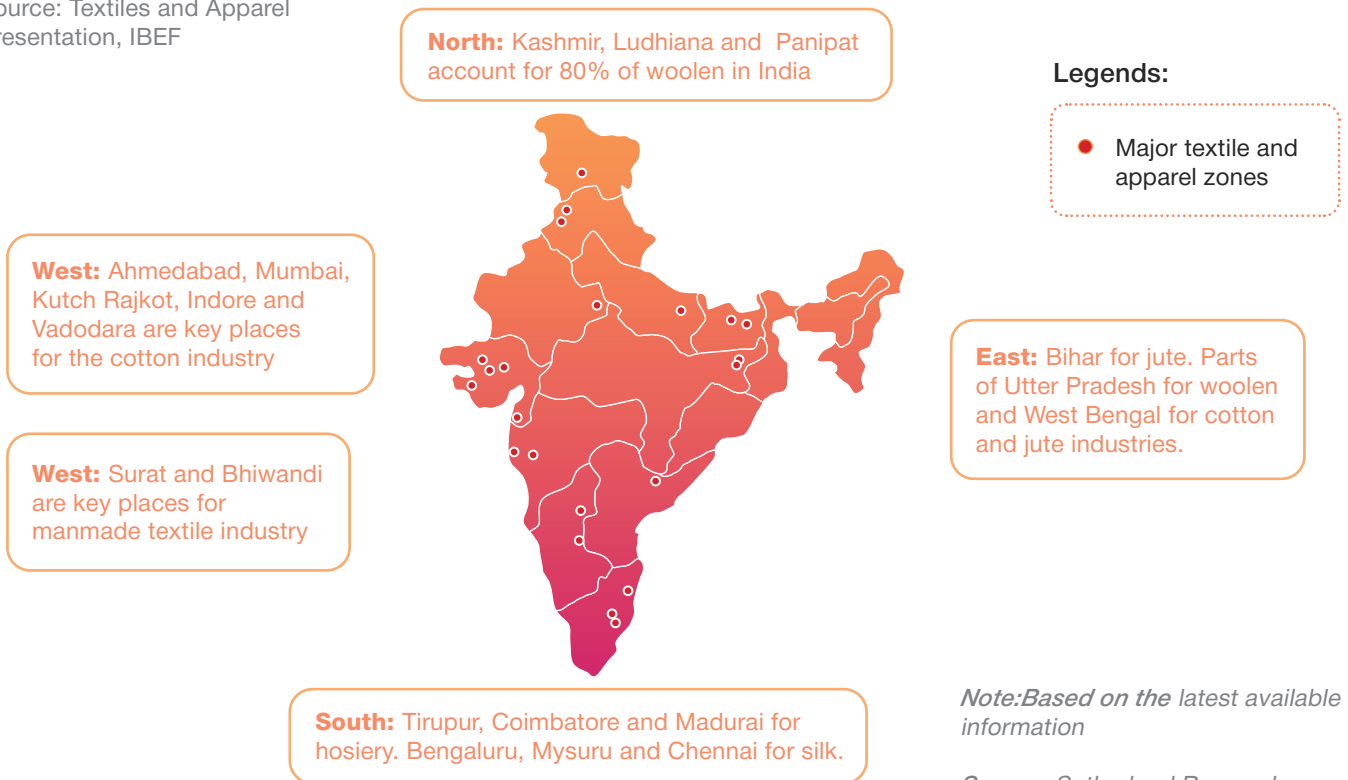 ource: Textiles and Apparel
resentation, IBEF
North: Kashmir, Ludhiana and Panipat
account for 80% of woolen in India
Legends:
Major textile and
apparel zones
West: Ahmedabad, Mumbai,
Kutch Rajkot, Indore and
Vadodara are key places
for the cotton industry
East: Bihar for jute. Parts
of Utter Pradesh for woolen
and West Bengal for cotton
and jute industries.
West: Surat and Bhiwandi
are key places for
manmade textile industry
South: Tirupur, Coimbatore and Madurai for
hosiery. Bengaluru, Mysuru and Chennai for silk.
Note:Based on the latest available
information